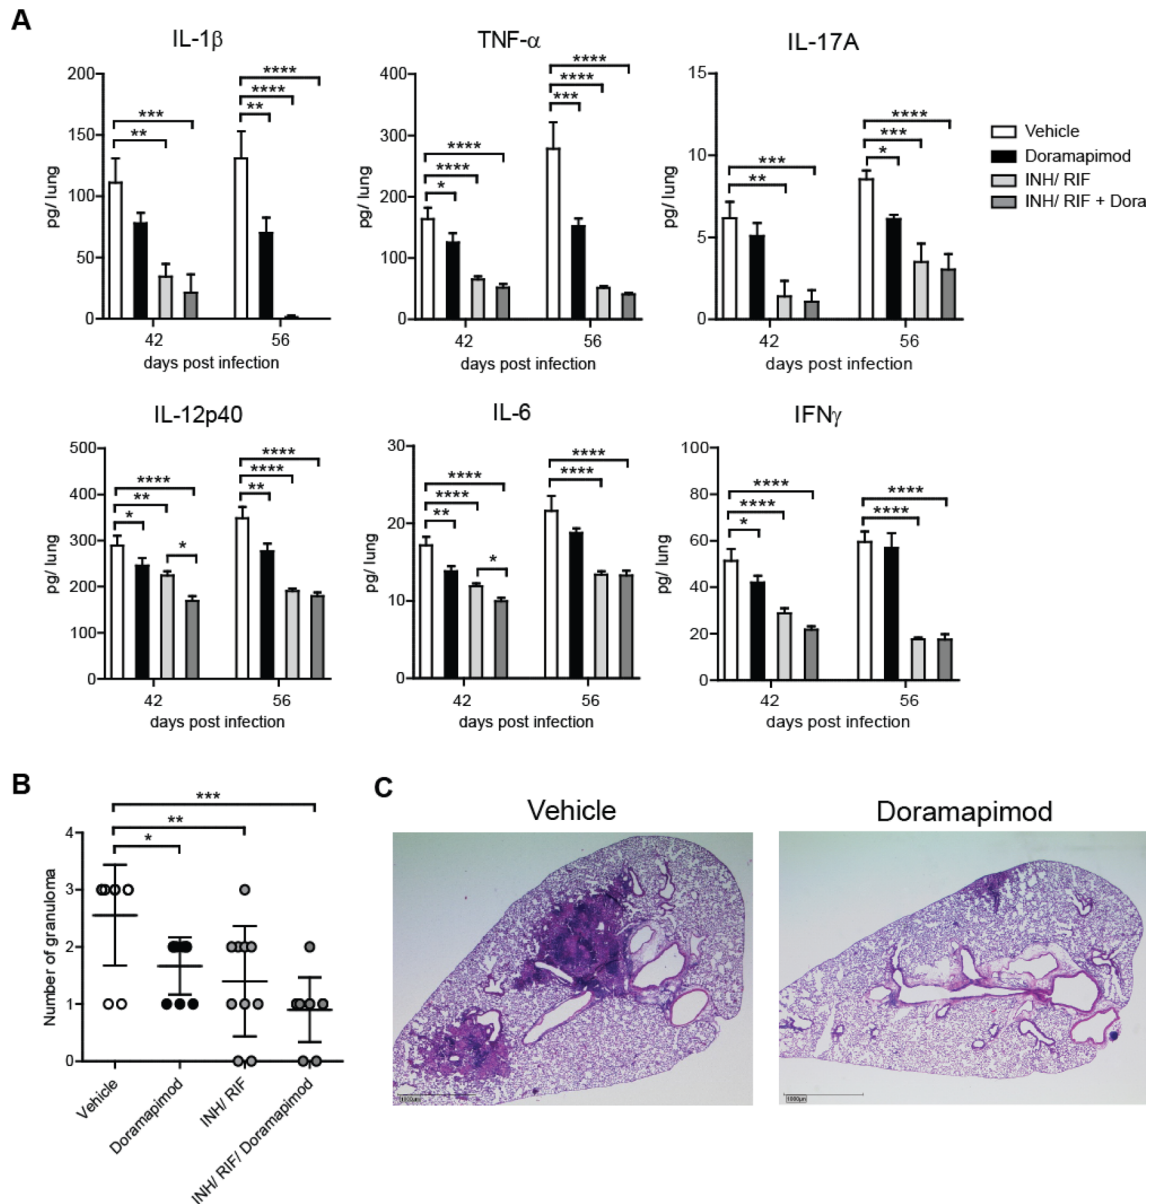 A
IL-1β
TNF-α
IL-17A
200
150
100
50
0
pg/ lung
****
****
**
***
**
42
56
days post infection
400
300
200
100
0
pg/ lung
****
****
***
****
****
*
42
56
days post infection
15
10
5
0
pg/ lung
****
***
*
***
**
42
56
days post infection
Vehicle
Doramapimod
INH/ RIF
INH/ RIF + Dora
IL-12p40
IL-6
IFNγ
500
400
300
200
100
0
pg/ lung
****
****
**
****
**
*
*
42
56
days post infection
30
20
10
0
pg/ lung
****
****
****
****
**
*
42
56
days post infection
100
80
60
40
20
0
pg/ lung
****
****
*
****
****
42
56
days post infection
B
***
**
*
4
3
2
1
0
Number of granuloma
Vehicle
Doramapimod
INH/ RIF
INH/ RIF/ Doramapimod
C
Vehicle
Doramapimod
1000µm
1000µm